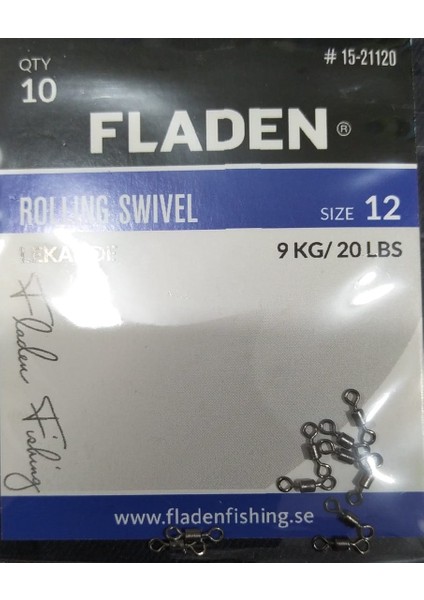 QTY # 15-21120
10
FLADEN ®
ROLLING SWIVEL SIZE 12
9 KG/ 20 LBS
Fladen Fishing
www.fladenfishing.se